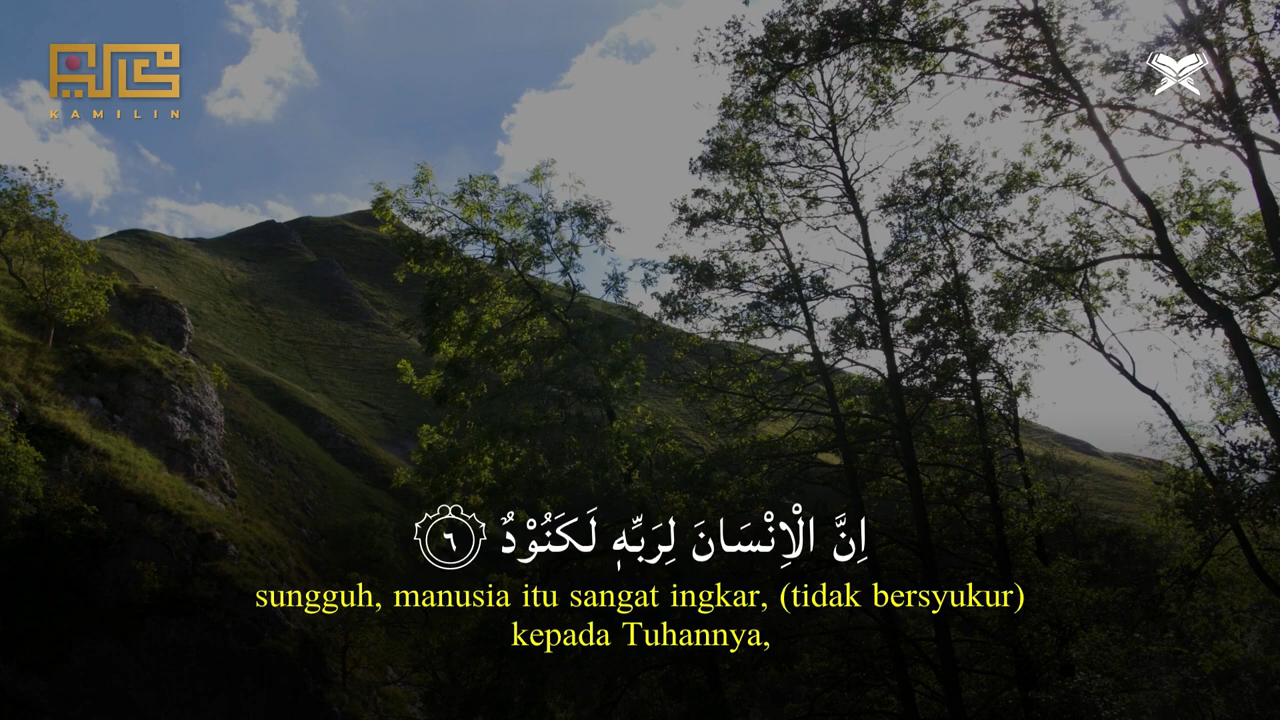 KAMILIN
اِنَّ الْاِنْسَانَ لِرَبِّهٖ لَكَنُوْدٌ ٦
sungguh, manusia itu sangat ingkar, (tidak bersyukur)
kepada Tuhannya,